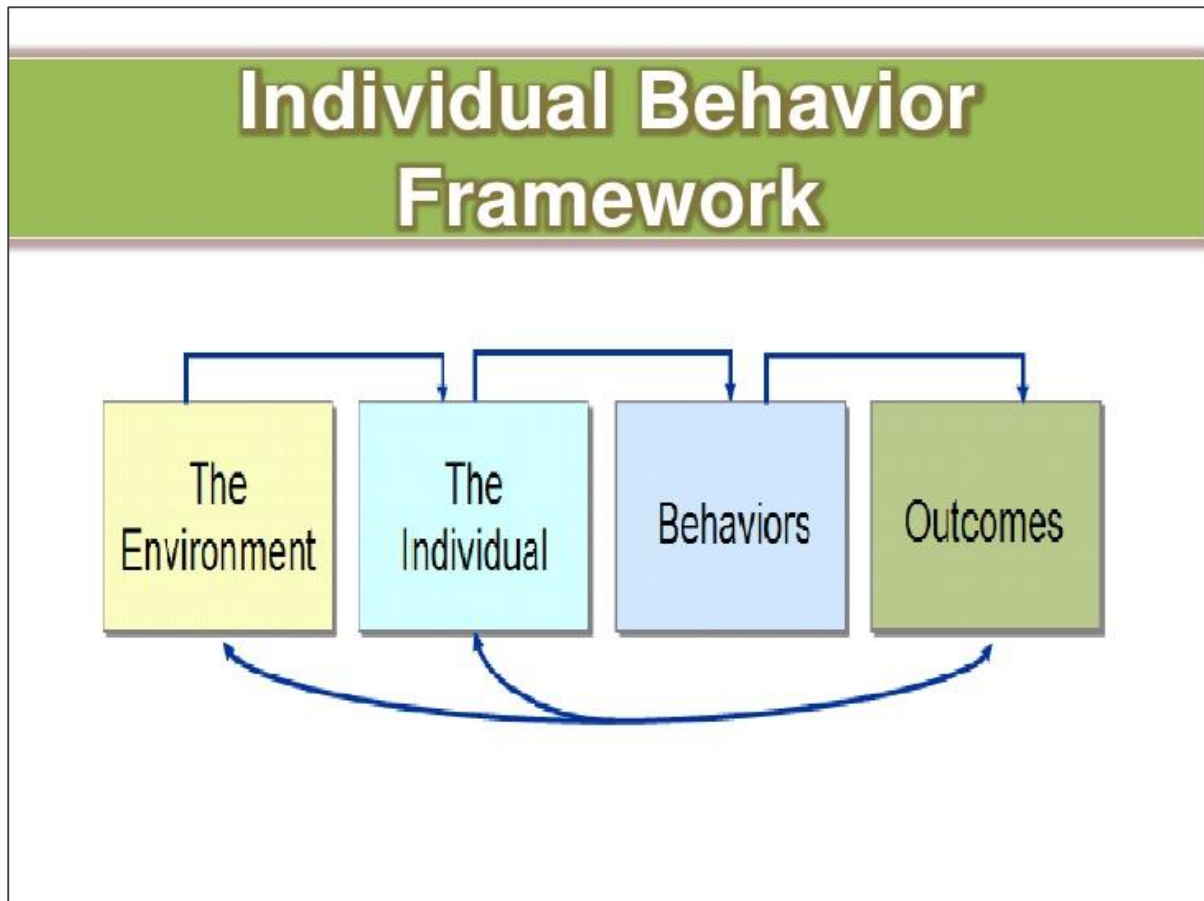 Individual Behavior
Framework
The
Environment
The
Individual
Behaviors
Outcomes